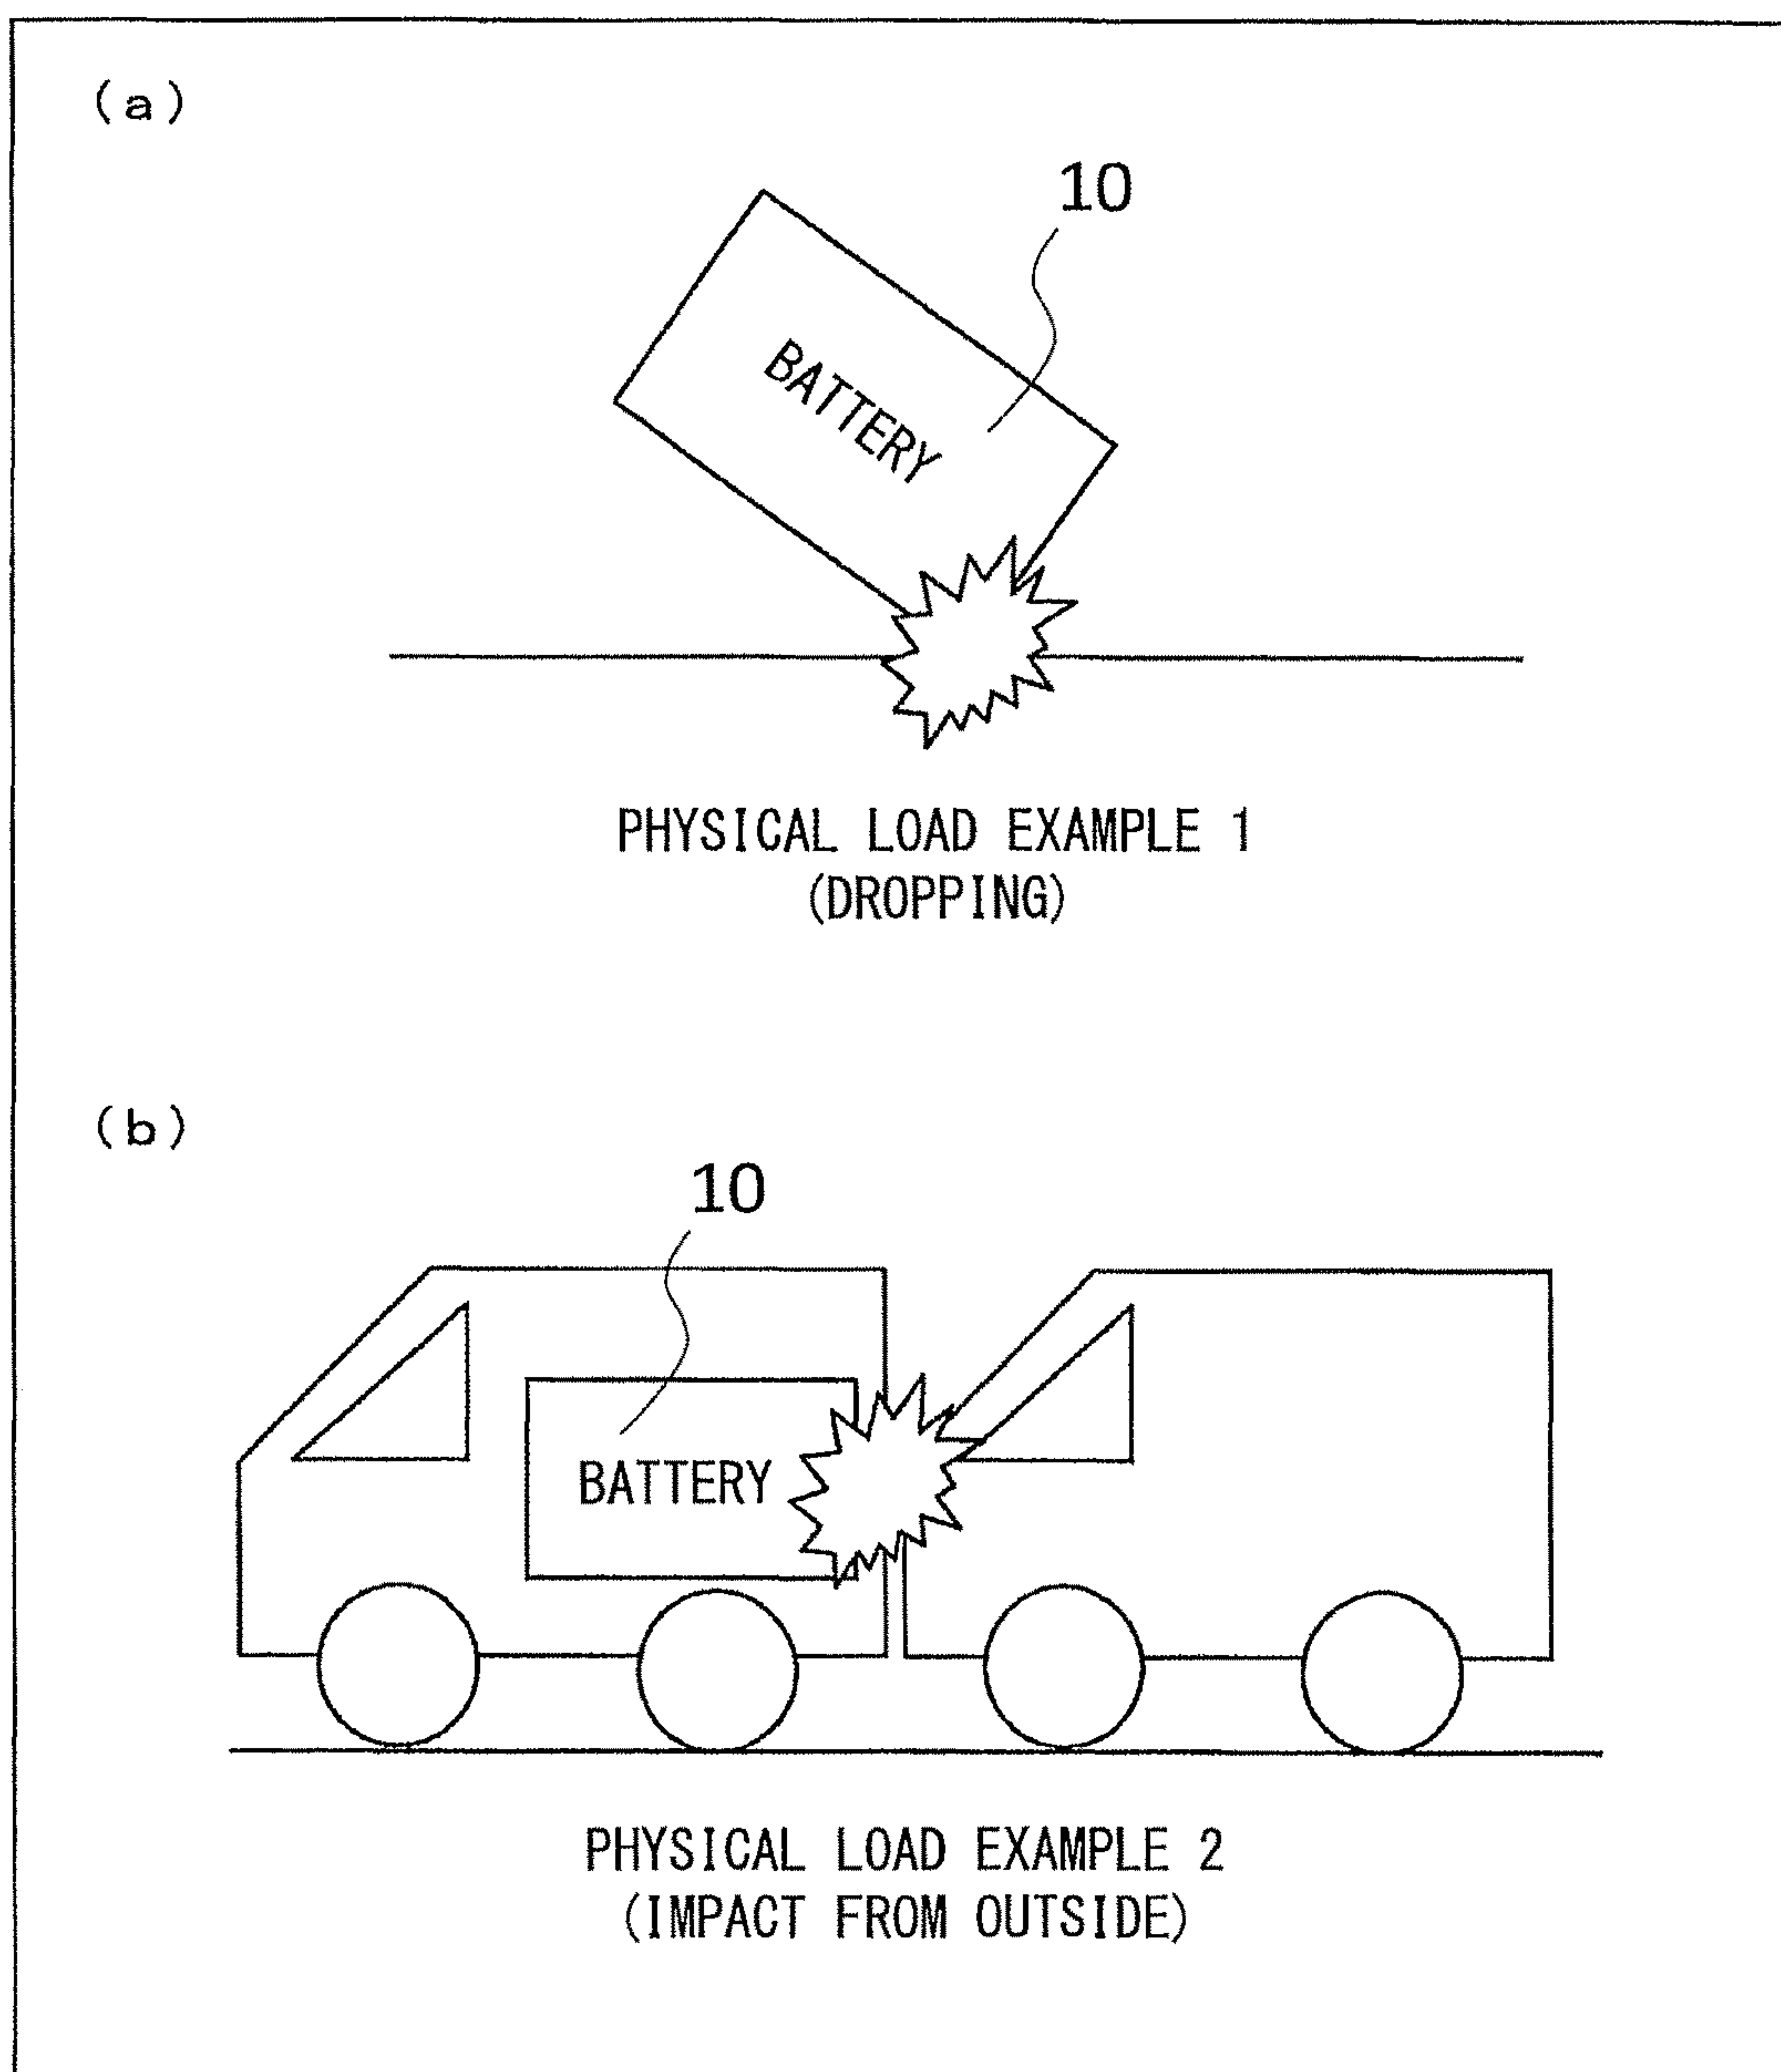 (a)
10
BATTERY
PHYSICAL LOAD EXAMPLE 1
(DROPPING)
(b)
10
BATTERY
PHYSICAL LOAD EXAMPLE 2
(IMPACT FROM OUTSIDE)